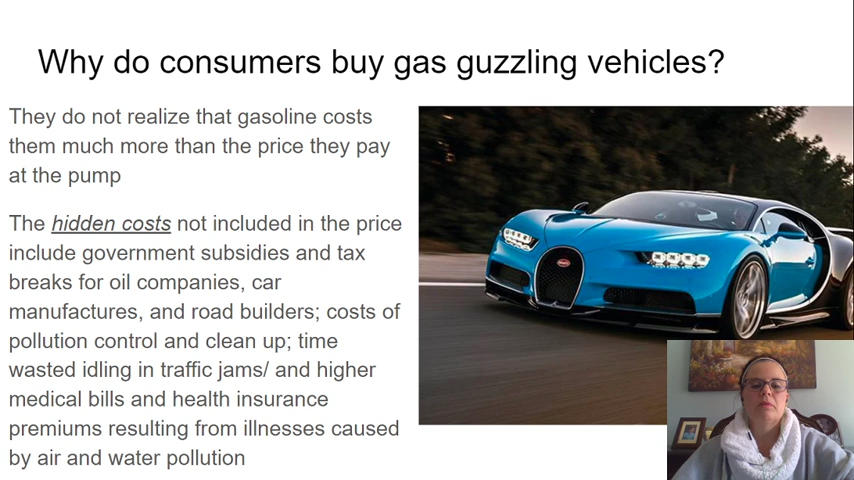 Why do consumers buy gas guzzling vehicles?
They do not realize that gasoline costs
them much more than the price they pay
at the pump
The hidden costs not included in the price
include government subsidies and tax
breaks for oil companies, car
manufactures, and road builders; costs of
pollution control and clean up; time
wasted idling in traffic jams/ and higher
medical bills and health insurance
premiums resulting from illnesses caused
by air and water pollution